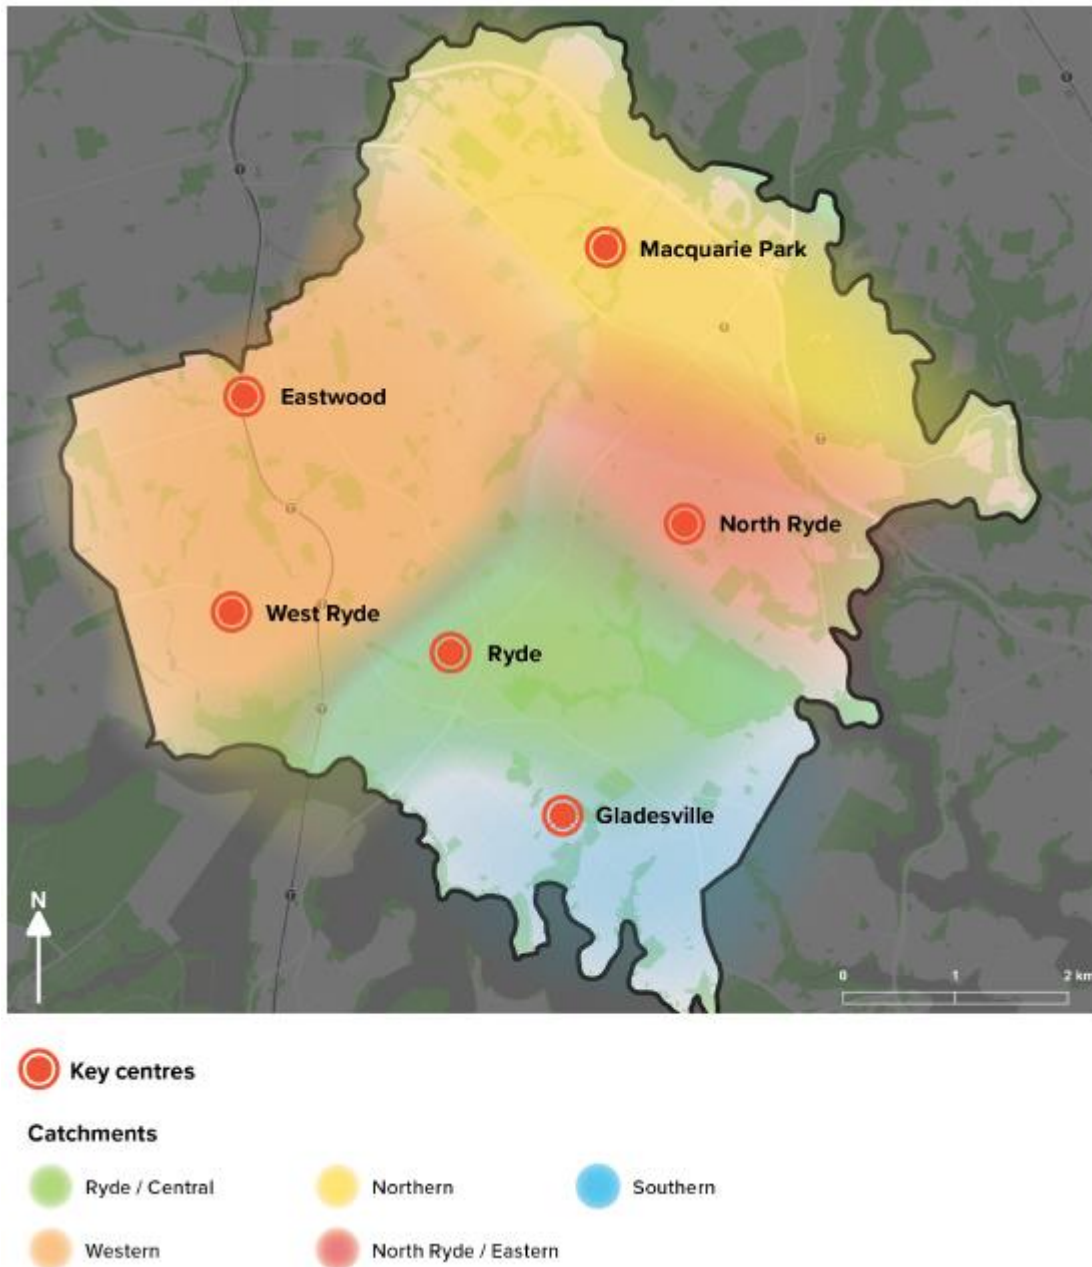 Macquarie Park
Eastwood
North Ryde
West Ryde
Ryde
Gladesville
N
0 1 2 km
Key centres
Catchments
Ryde / Central
Northern
Southern
Western
North Ryde / Eastern